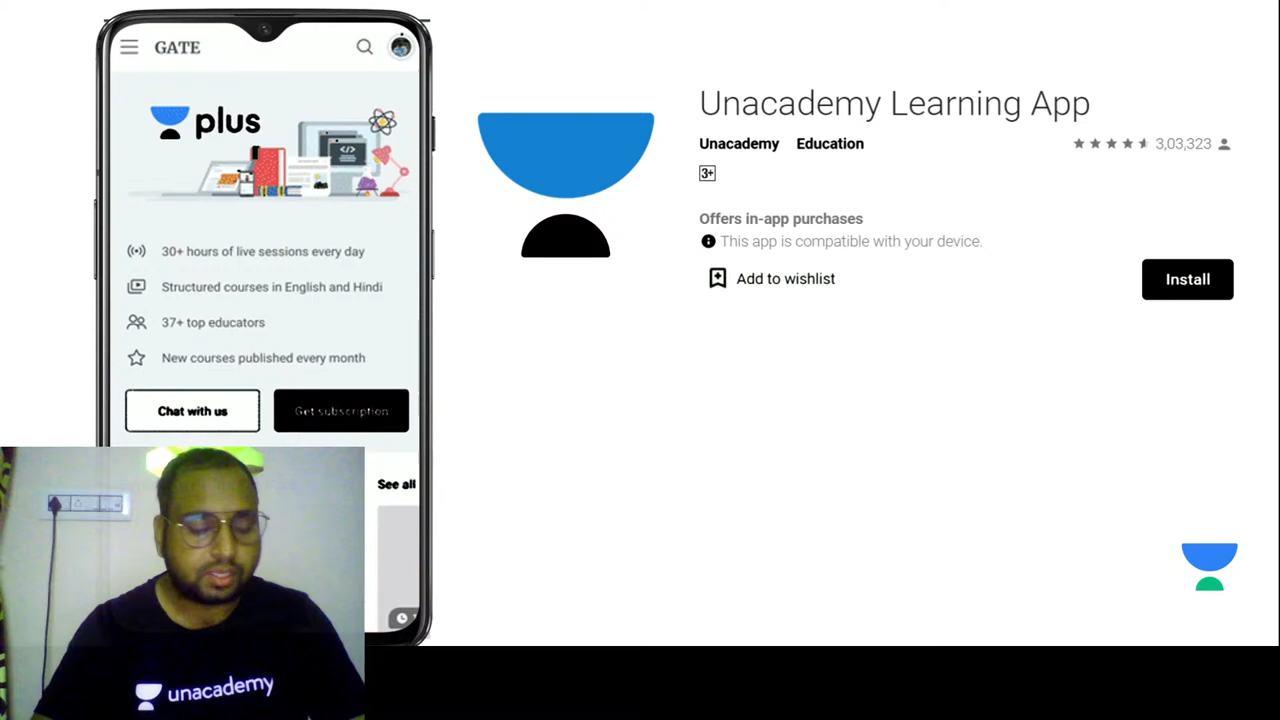 GATE
plus
30+ hours of live sessions every day
Structured courses in English and Hindi
37+ top educators
New courses published every month
Chat with us
Get subscription
See all
Unacademy Learning App
Unacademy Education
3,03,323
3+
Offers in-app purchases
This app is compatible with your device.
Add to wishlist
Install
unacademy